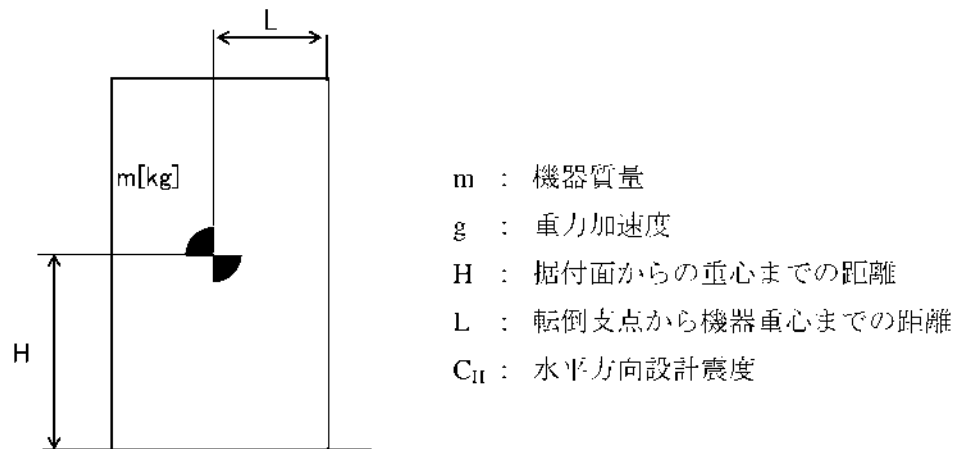 L
m[kg]
H
m : 機器質量
g : 重力加速度
H : 据付面からの重心までの距離
L : 転倒支点から機器重心までの距離
C_H : 水平方向設計震度